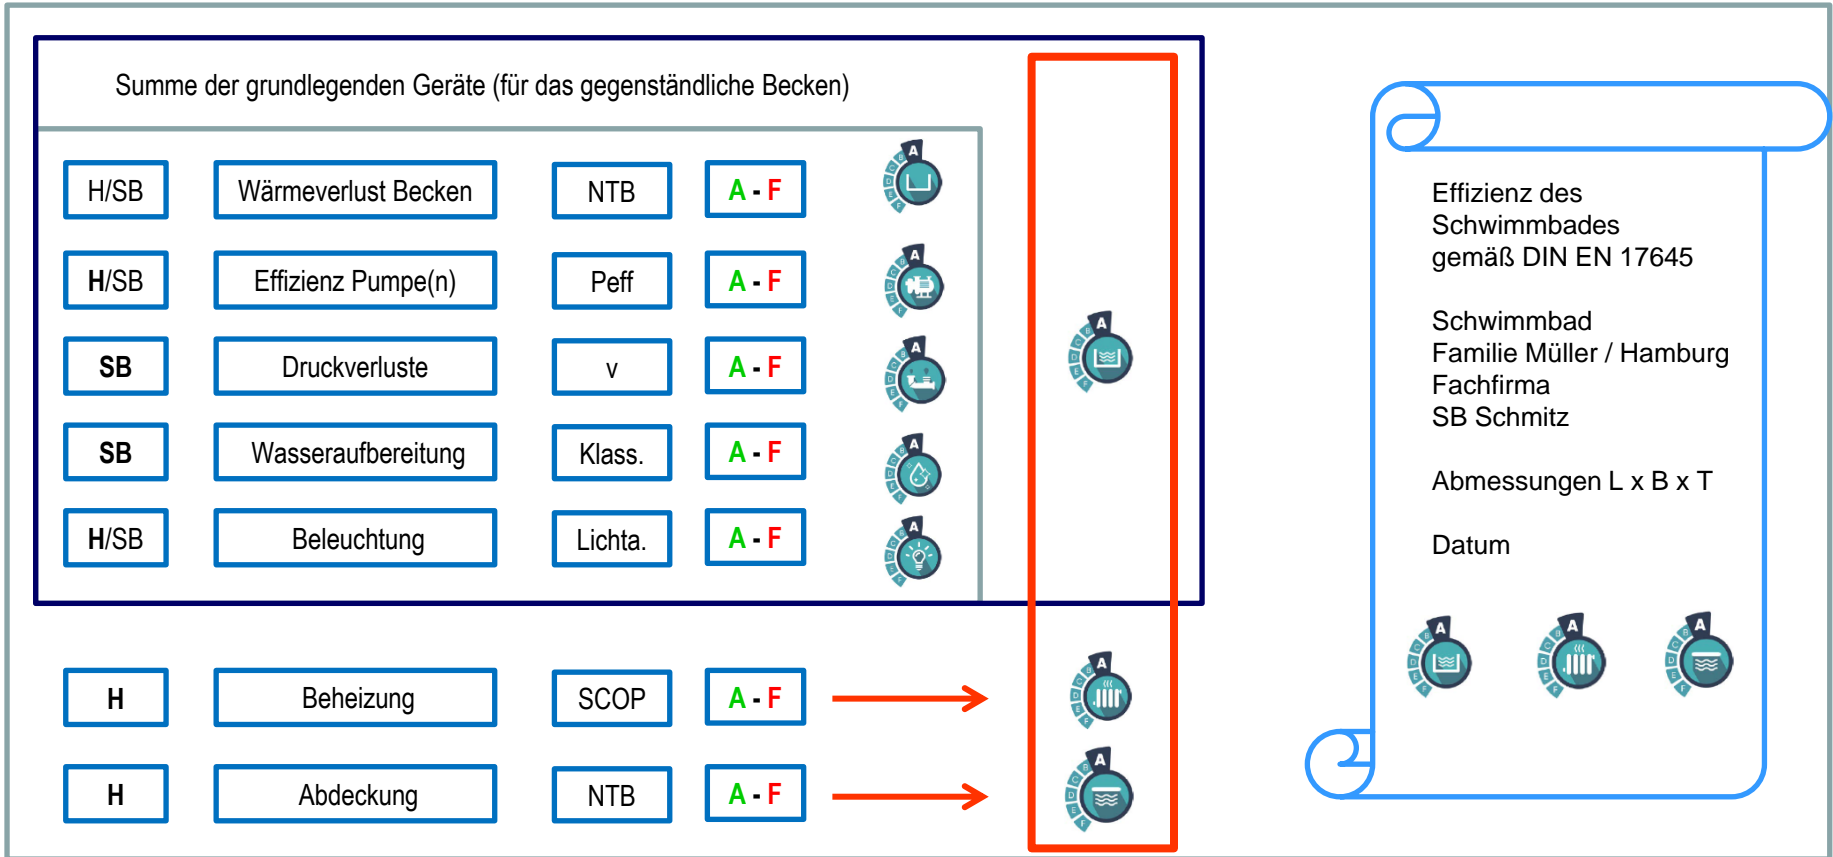 Summe der grundlegenden Geräte (für das gegenständliche Becken)
H/SB Wärmeverlust Becken NTB A - F
H/SB Effizienz Pumpe(n) Peff A - F
SB Druckverluste v A - F
SB Wasseraufbereitung Klass. A - F
H/SB Beleuchtung Lichta. A - F
H Beheizung SCOP A - F
H Abdeckung NTB A - F
A B C D E F
A B C D E F
A B C D E F
A B C D E F
A B C D E F
A B C D E F
A B C D E F
A B C D E F
Effizienz des
Schwimmbades
gemäß DIN EN 17645
Schwimmbad
Familie Müller / Hamburg
Fachfirma
SB Schmitz
Abmessungen L x B x T
Datum
A B C D E F
A B C D E F
A B C D E F